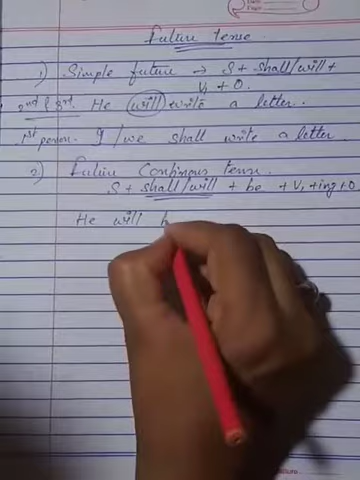 Future tense
1) Simple future → S + shall/will +
V1 + O.
2nd & 3rd. He will write a letter.
1st person. I/we shall write a letter
2) Future Continous tense.
S + shall/will + be + V1 + ing + O
He will b